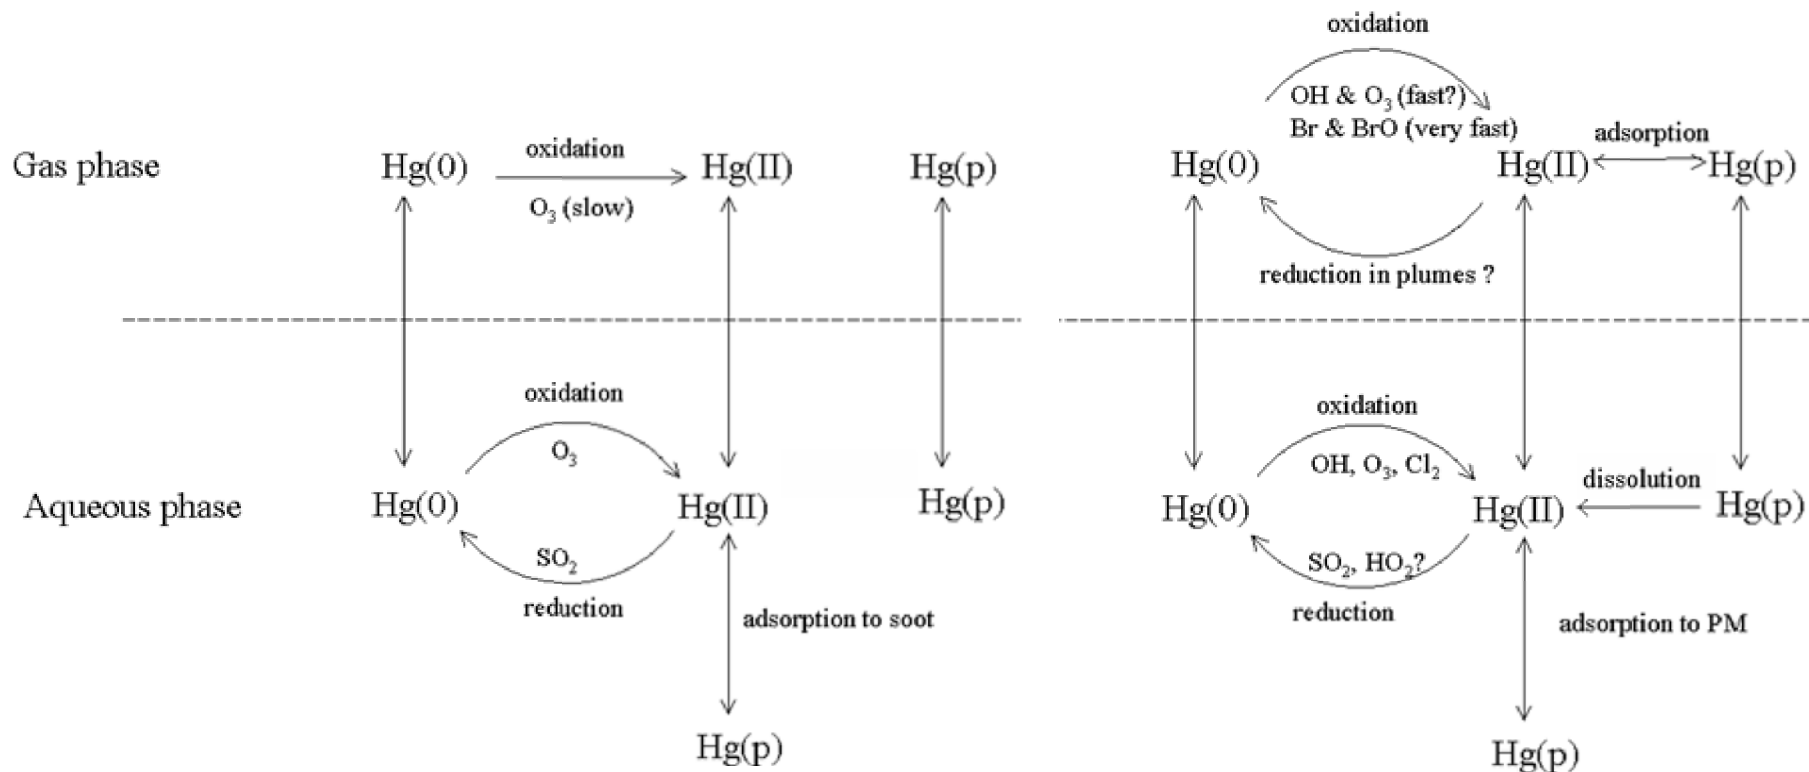 oxidation
OH & O₃ (fast?)
Br & BrO (very fast)
Gas phase
Hg(0)
oxidation
O₃ (slow)
Hg(II)
Hg(p)
Hg(0)
Hg(II)
adsorption
Hg(p)
reduction in plumes ?
oxidation
O₃
oxidation
OH, O₃, Cl₂
Aqueous phase
Hg(0)
Hg(II)
Hg(p)
Hg(0)
Hg(II)
dissolution
Hg(p)
SO₂
reduction
SO₂, HO₂?
reduction
adsorption to soot
adsorption to PM
Hg(p)
Hg(p)